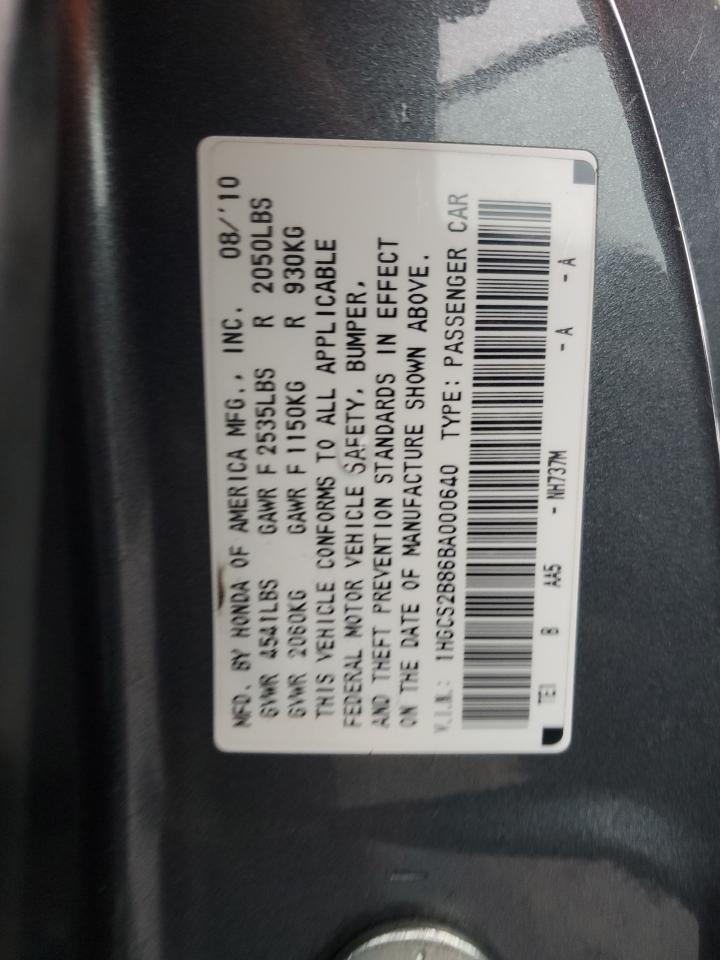 MFD. BY HONDA OF AMERICA MFG., INC. 08/'10
GVWR 4541LBS GAWR F 2535LBS R 2050LBS
GVWR 2060KG GAWR F 1150KG R 930KG
THIS VEHICLE CONFORMS TO ALL APPLICABLE
FEDERAL MOTOR VEHICLE SAFETY, BUMPER,
AND THEFT PREVENTION STANDARDS IN EFFECT
ON THE DATE OF MANUFACTURE SHOWN ABOVE.
V.I.N.: 1HGCS2B86BA000640 TYPE: PASSENGER CAR
TE1 B AA5 - NH737M - A - A